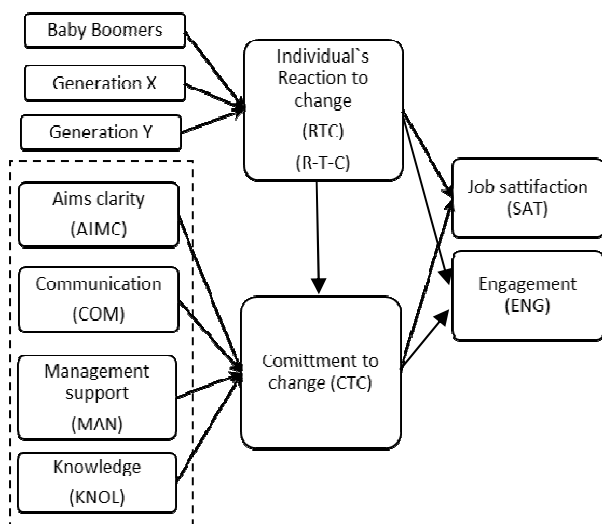 Baby Boomers
Generation X
Generation Y
Individual`s
Reaction to
change
(RTC)
(R-T-C)
Aims clarity
(AIMC)
Communication
(COM)
Management
support
(MAN)
Knowledge
(KNOL)
Comittment to
change (CTC)
Job sattifaction
(SAT)
Engagement
(ENG)